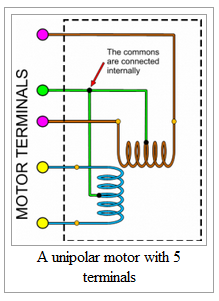 The commons
are connected
internally
MOTOR TERMINALS
A unipolar motor with 5
terminals